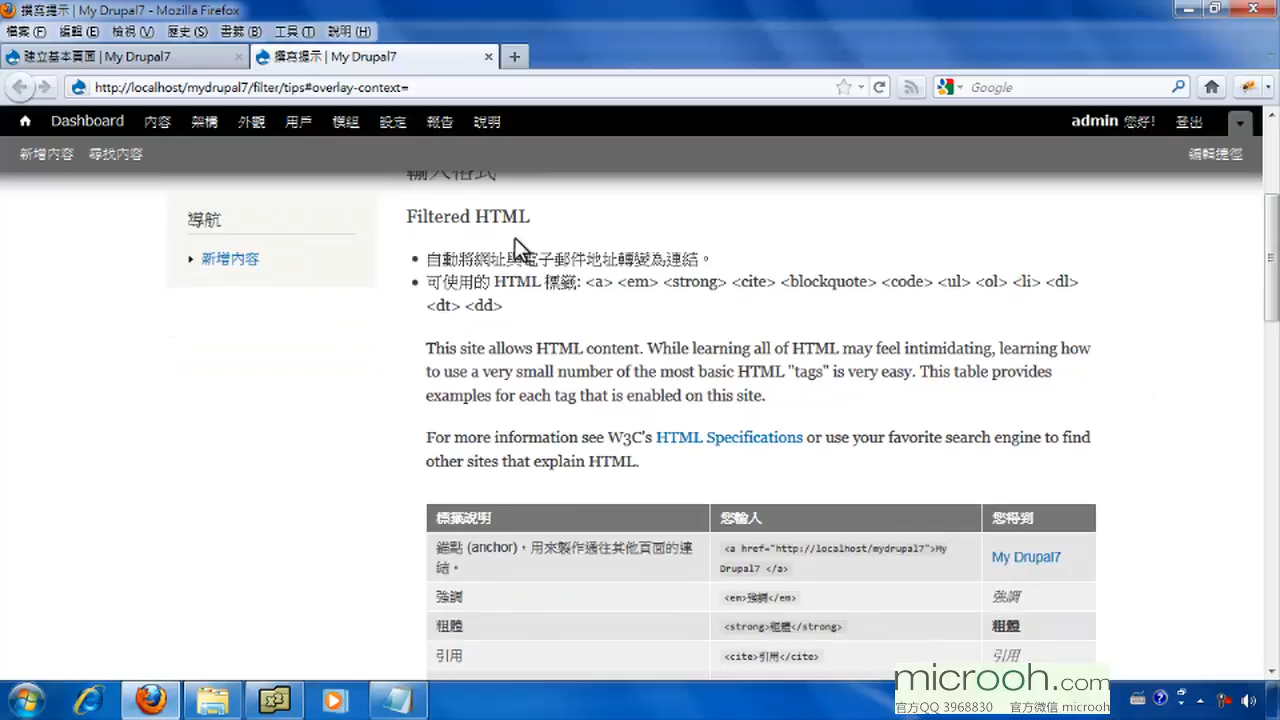 撰寫提示 | My Drupal7 - Mozilla Firefox
檔案(F) 編輯(E) 檢視(V) 歷史(S) 書籤(B) 工具(T) 說明(H)
建立基本頁面 | My Drupal7
撰寫提示 | My Drupal7
http://localhost/mydrupal7/filter/tips#overlay-context=
Google
Dashboard 內容 架構 外觀 用戶 模組 設定 報告 說明
admin 您好! 登出
新增內容 尋找內容
編輯捷徑
輸入格式
導航
新增內容
Filtered HTML
自動將網址與電子郵件地址轉變為連結。
可使用的 HTML 標籤: <a> <em> <strong> <cite> <blockquote> <code> <ul> <ol> <li> <dl>
<dt> <dd>
This site allows HTML content. While learning all of HTML may feel intimidating, learning how
to use a very small number of the most basic HTML "tags" is very easy. This table provides
examples for each tag that is enabled on this site.
For more information see W3C's HTML Specifications or use your favorite search engine to find
other sites that explain HTML.
標籤說明 您輸入 您得到
錨點 (anchor),用來製作通往其他頁面的連
結。
<a href="http://localhost/mydrupal7">My
Drupal7 </a>
My Drupal7
強調 <em>強調</em> 強調
粗體 <strong>粗體</strong> 粗體
引用 <cite>引用</cite> 引用
microoh.com
官方QQ 3968830 官方微信 microoh